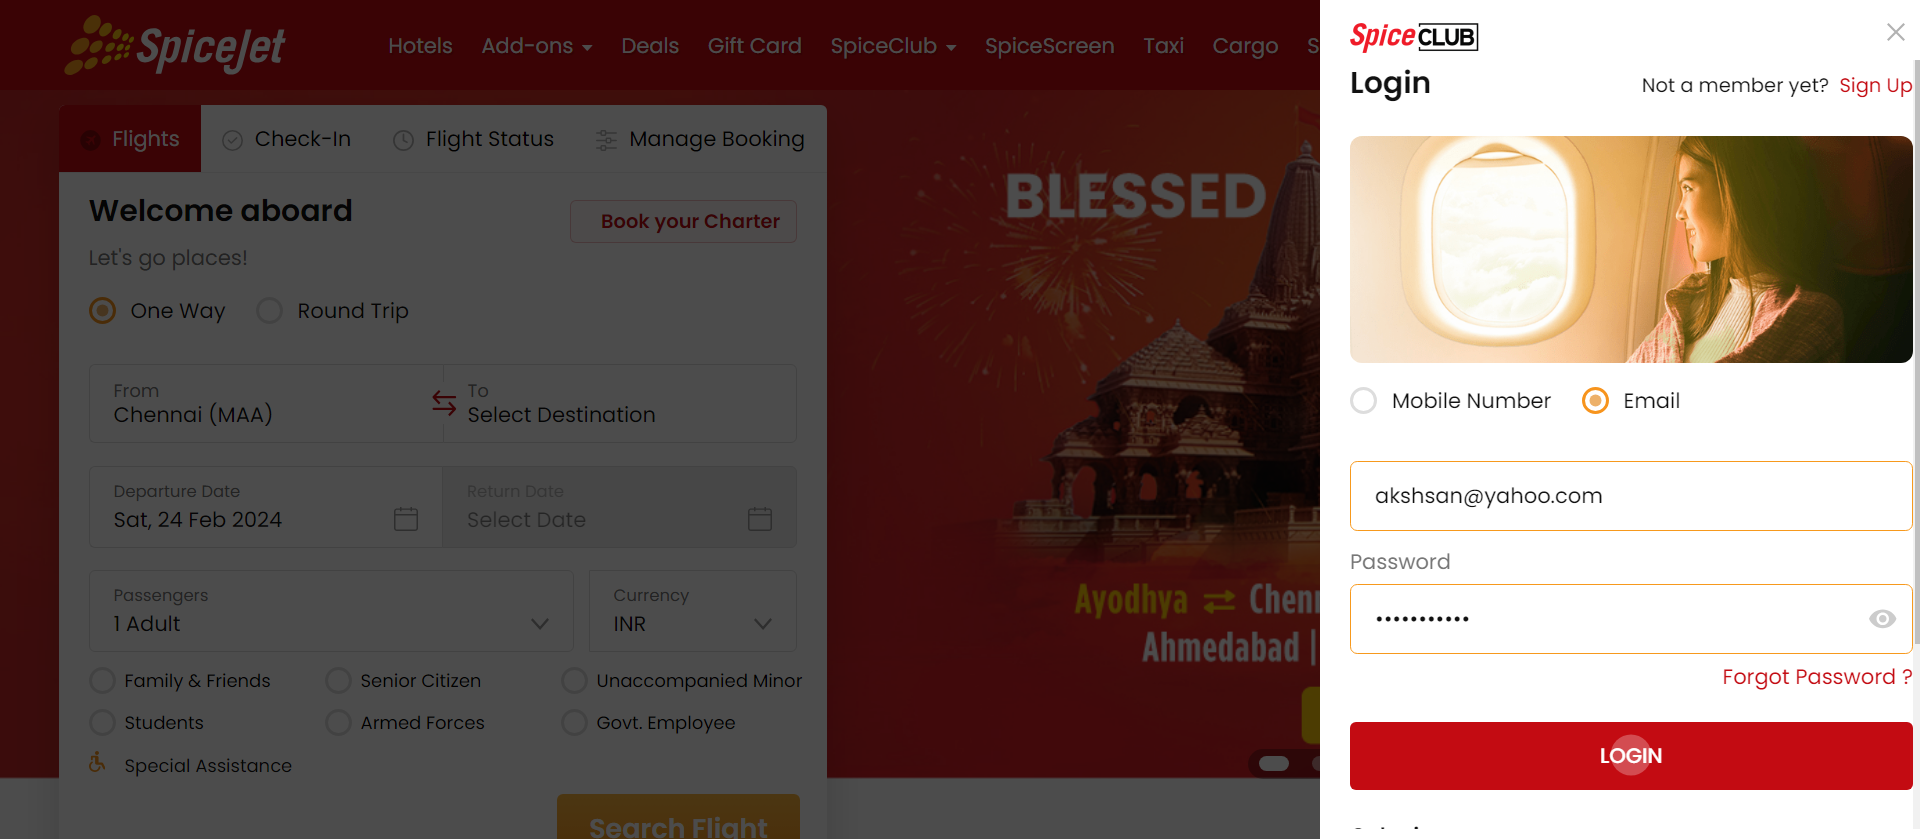 SpiceJet
Hotels Add-ons Deals Gift Card SpiceClub SpiceScreen Taxi Cargo S
Flights Check-In Flight Status Manage Booking
Welcome aboard
Book your Charter
Let's go places!
One Way Round Trip
From
Chennai (MAA)
To
Select Destination
Departure Date
Sat, 24 Feb 2024
Return Date
Select Date
Passengers
1 Adult
Currency
INR
Family & Friends Senior Citizen Unaccompanied Minor
Students Armed Forces Govt. Employee
Special Assistance
Search Flight
BLESSED
Ayodhya ⇄ Chenn
Ahmedabad |
SpiceCLUB
Login
Not a member yet? Sign Up
Mobile Number Email
akshsan@yahoo.com
Password
•••••••••••
Forgot Password ?
LOGIN